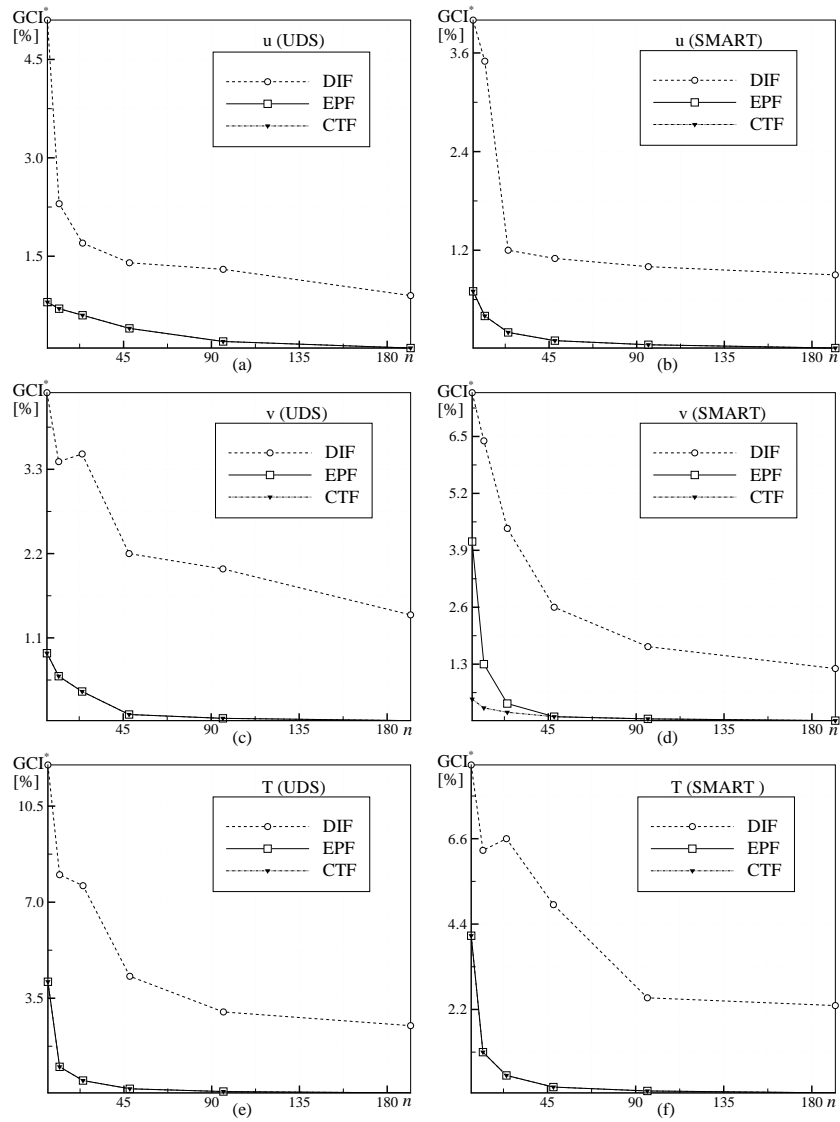 GCI*
[%]
u (UDS)
DIF
EPF
CTF
4.5
3.0
1.5
45
90
135
180
n
(a)
GCI*
[%]
u (SMART)
DIF
EPF
CTF
3.6
2.4
1.2
45
90
135
180
n
(b)
GCI*
[%]
v (UDS)
DIF
EPF
CTF
3.3
2.2
1.1
45
90
135
180
n
(c)
GCI*
[%]
v (SMART)
DIF
EPF
CTF
6.5
5.2
3.9
2.6
1.3
45
90
135
180
n
(d)
GCI*
[%]
T (UDS)
DIF
EPF
CTF
10.5
7.0
3.5
45
90
135
180
n
(e)
GCI*
[%]
T (SMART )
DIF
EPF
CTF
6.6
4.4
2.2
45
90
135
180
n
(f)